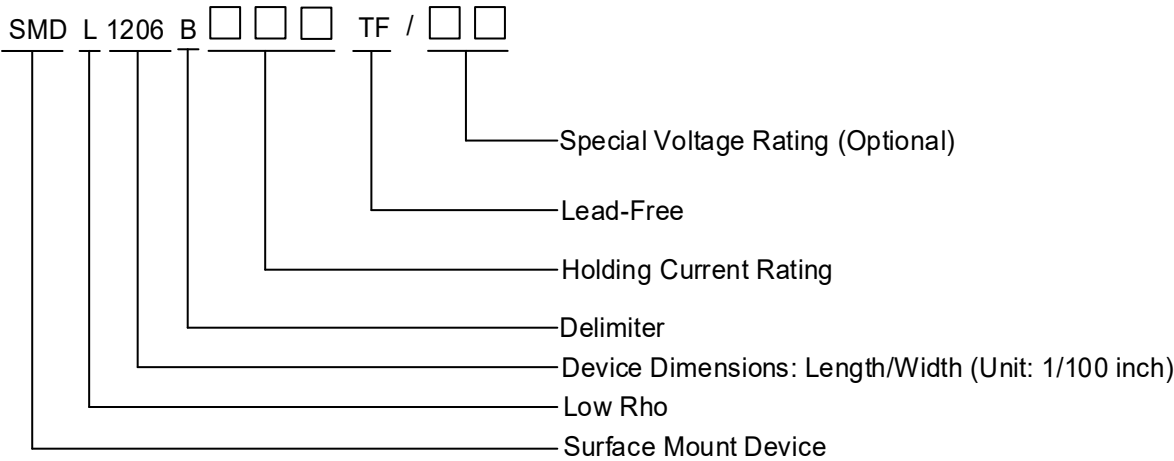 SMD L 1206 B □ □ □ TF / □ □
Special Voltage Rating (Optional)
Lead-Free
Holding Current Rating
Delimiter
Device Dimensions: Length/Width (Unit: 1/100 inch)
Low Rho
Surface Mount Device